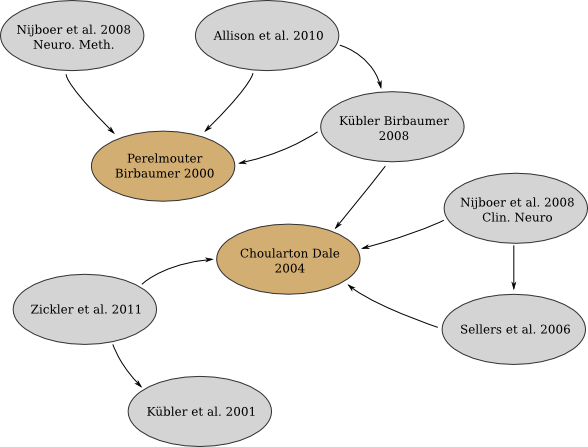 Nijboer et al. 2008
Neuro. Meth.
Allison et al. 2010
Kübler Birbaumer
2008
Perelmouter
Birbaumer 2000
Nijboer et al. 2008
Clin. Neuro
Choularton Dale
2004
Zickler et al. 2011
Sellers et al. 2006
Kübler et al. 2001